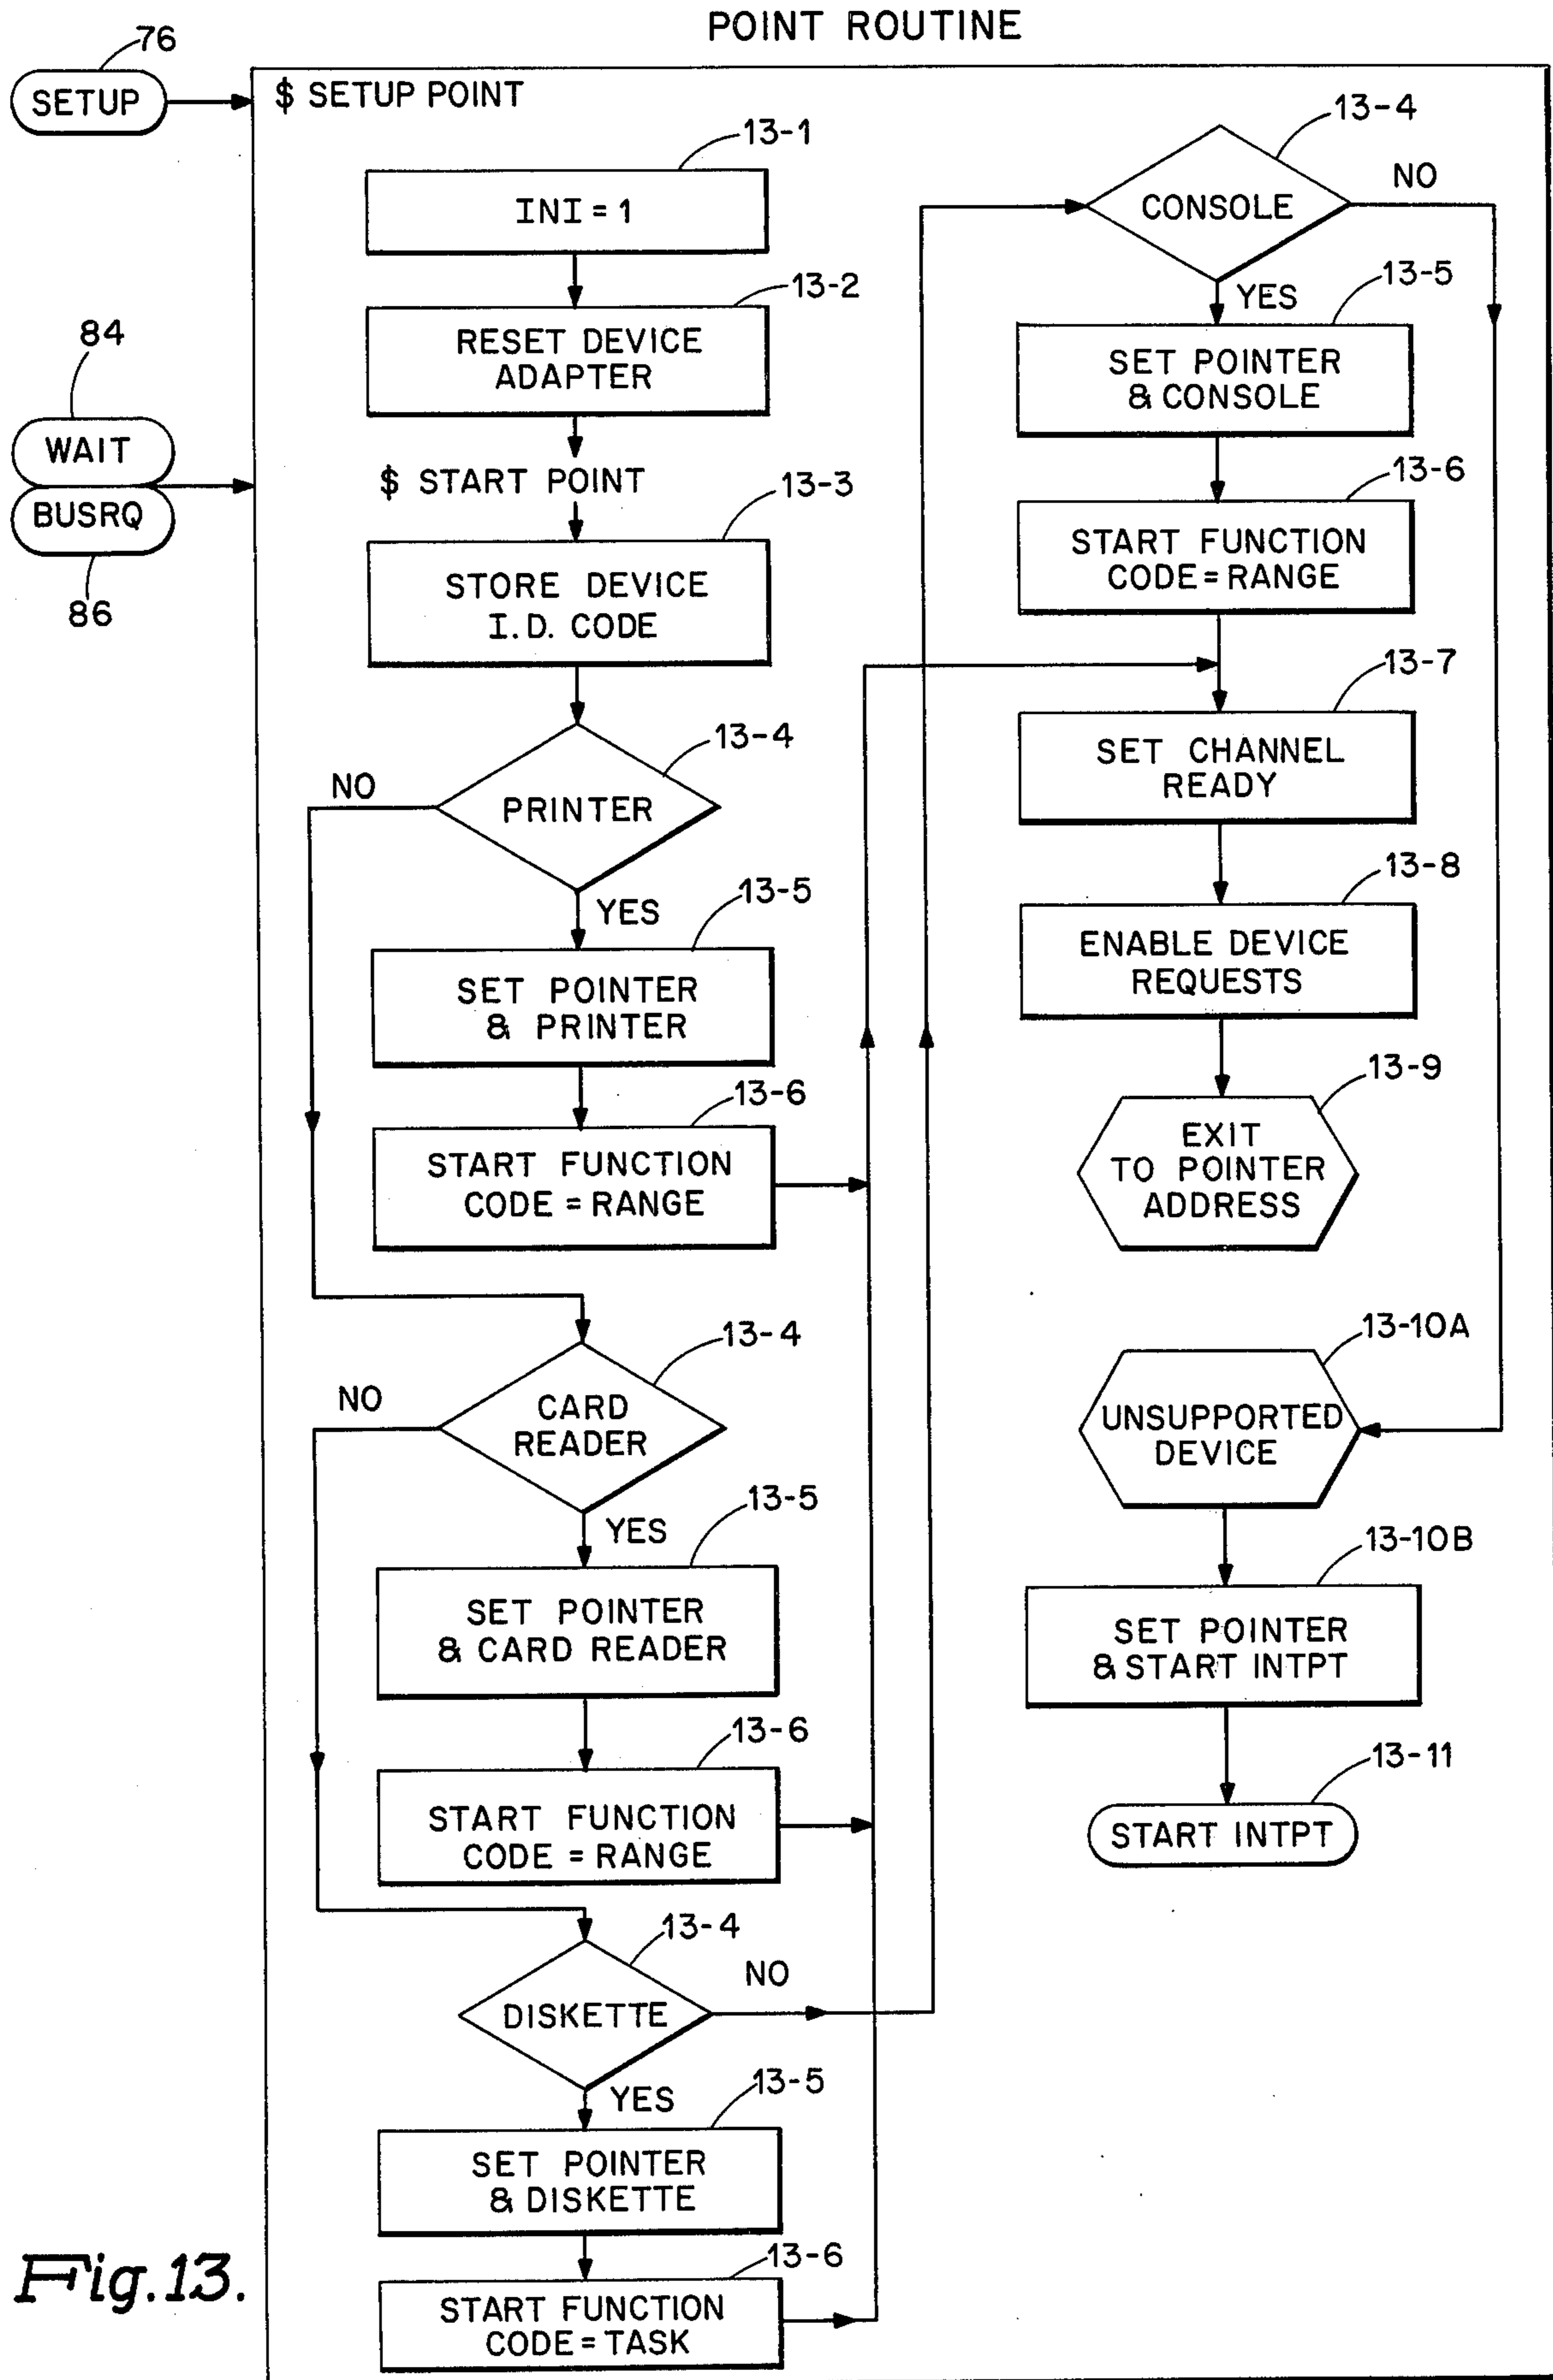 POINT ROUTINE
76
SETUP
$ SETUP POINT
13-1
INI = 1
13-2
RESET DEVICE
ADAPTER
84
WAIT
BUSRQ
86
$ START POINT
13-3
STORE DEVICE
I.D. CODE
13-4
PRINTER
NO
YES
13-5
SET POINTER
& PRINTER
13-6
START FUNCTION
CODE = RANGE
13-4
CARD
READER
NO
YES
13-5
SET POINTER
& CARD READER
13-6
START FUNCTION
CODE = RANGE
13-4
DISKETTE
NO
YES
13-5
SET POINTER
& DISKETTE
13-6
START FUNCTION
CODE = TASK
13-4
CONSOLE
NO
YES
13-5
SET POINTER
& CONSOLE
13-6
START FUNCTION
CODE = RANGE
13-7
SET CHANNEL
READY
13-8
ENABLE DEVICE
REQUESTS
13-9
EXIT
TO POINTER
ADDRESS
13-10A
UNSUPPORTED
DEVICE
13-10B
SET POINTER
& START INTPT
13-11
START INTPT
Fig. 13.